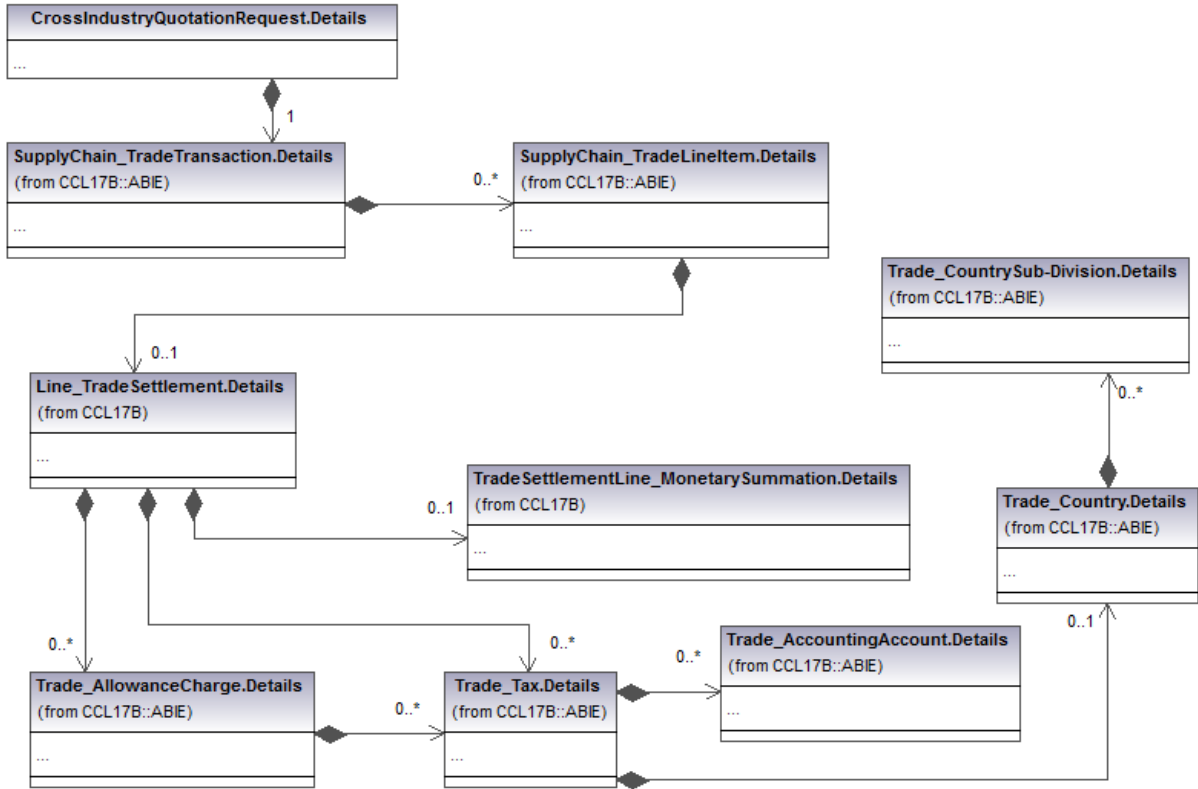 CrossIndustryQuotationRequest.Details
...
1
SupplyChain_TradeTransaction.Details
(from CCL17B::ABIE)
...
0..*
SupplyChain_TradeLineItem.Details
(from CCL17B::ABIE)
...
Trade_CountrySub-Division.Details
(from CCL17B::ABIE)
...
0..1
0..*
Line_TradeSettlement.Details
(from CCL17B)
...
TradeSettlementLine_MonetarySummation.Details
(from CCL17B)
...
0..1
Trade_Country.Details
(from CCL17B::ABIE)
...
0..1
0..*
0..*
0..*
Trade_AccountingAccount.Details
(from CCL17B::ABIE)
...
Trade_AllowanceCharge.Details
(from CCL17B::ABIE)
...
0..*
Trade_Tax.Details
(from CCL17B::ABIE)
...